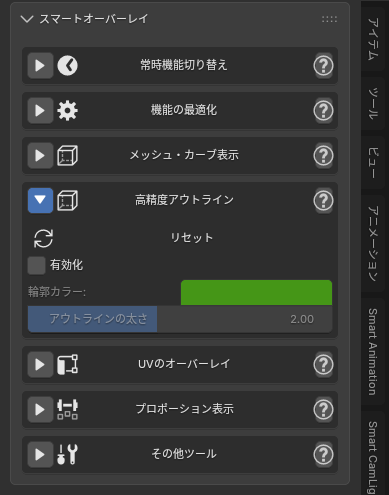 スマートオーバーレイ
常時機能切り替え
機能の最適化
メッシュ・カーブ表示
高精度アウトライン
リセット
有効化
輪郭カラー:
アウトラインの太さ 2.00
UVのオーバーレイ
プロポーション表示
その他ツール
アイテム
ツール
ビュー
アニメーション
Smart Animation
Smart CamLig